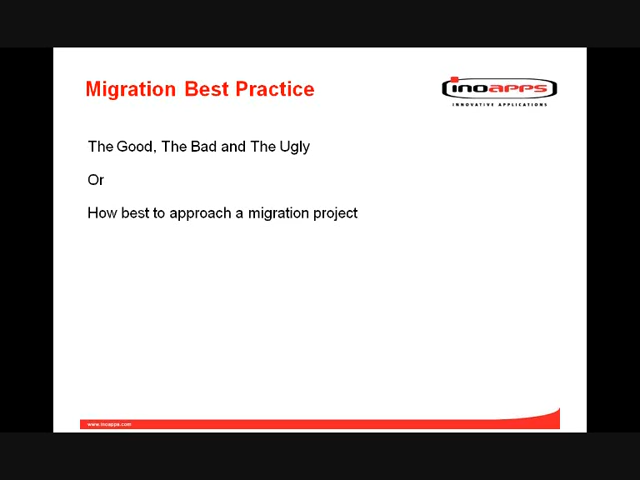 Migration Best Practice
inoapps
INNOVATIVE APPLICATIONS
The Good, The Bad and The Ugly
Or
How best to approach a migration project
www.inoapps.com